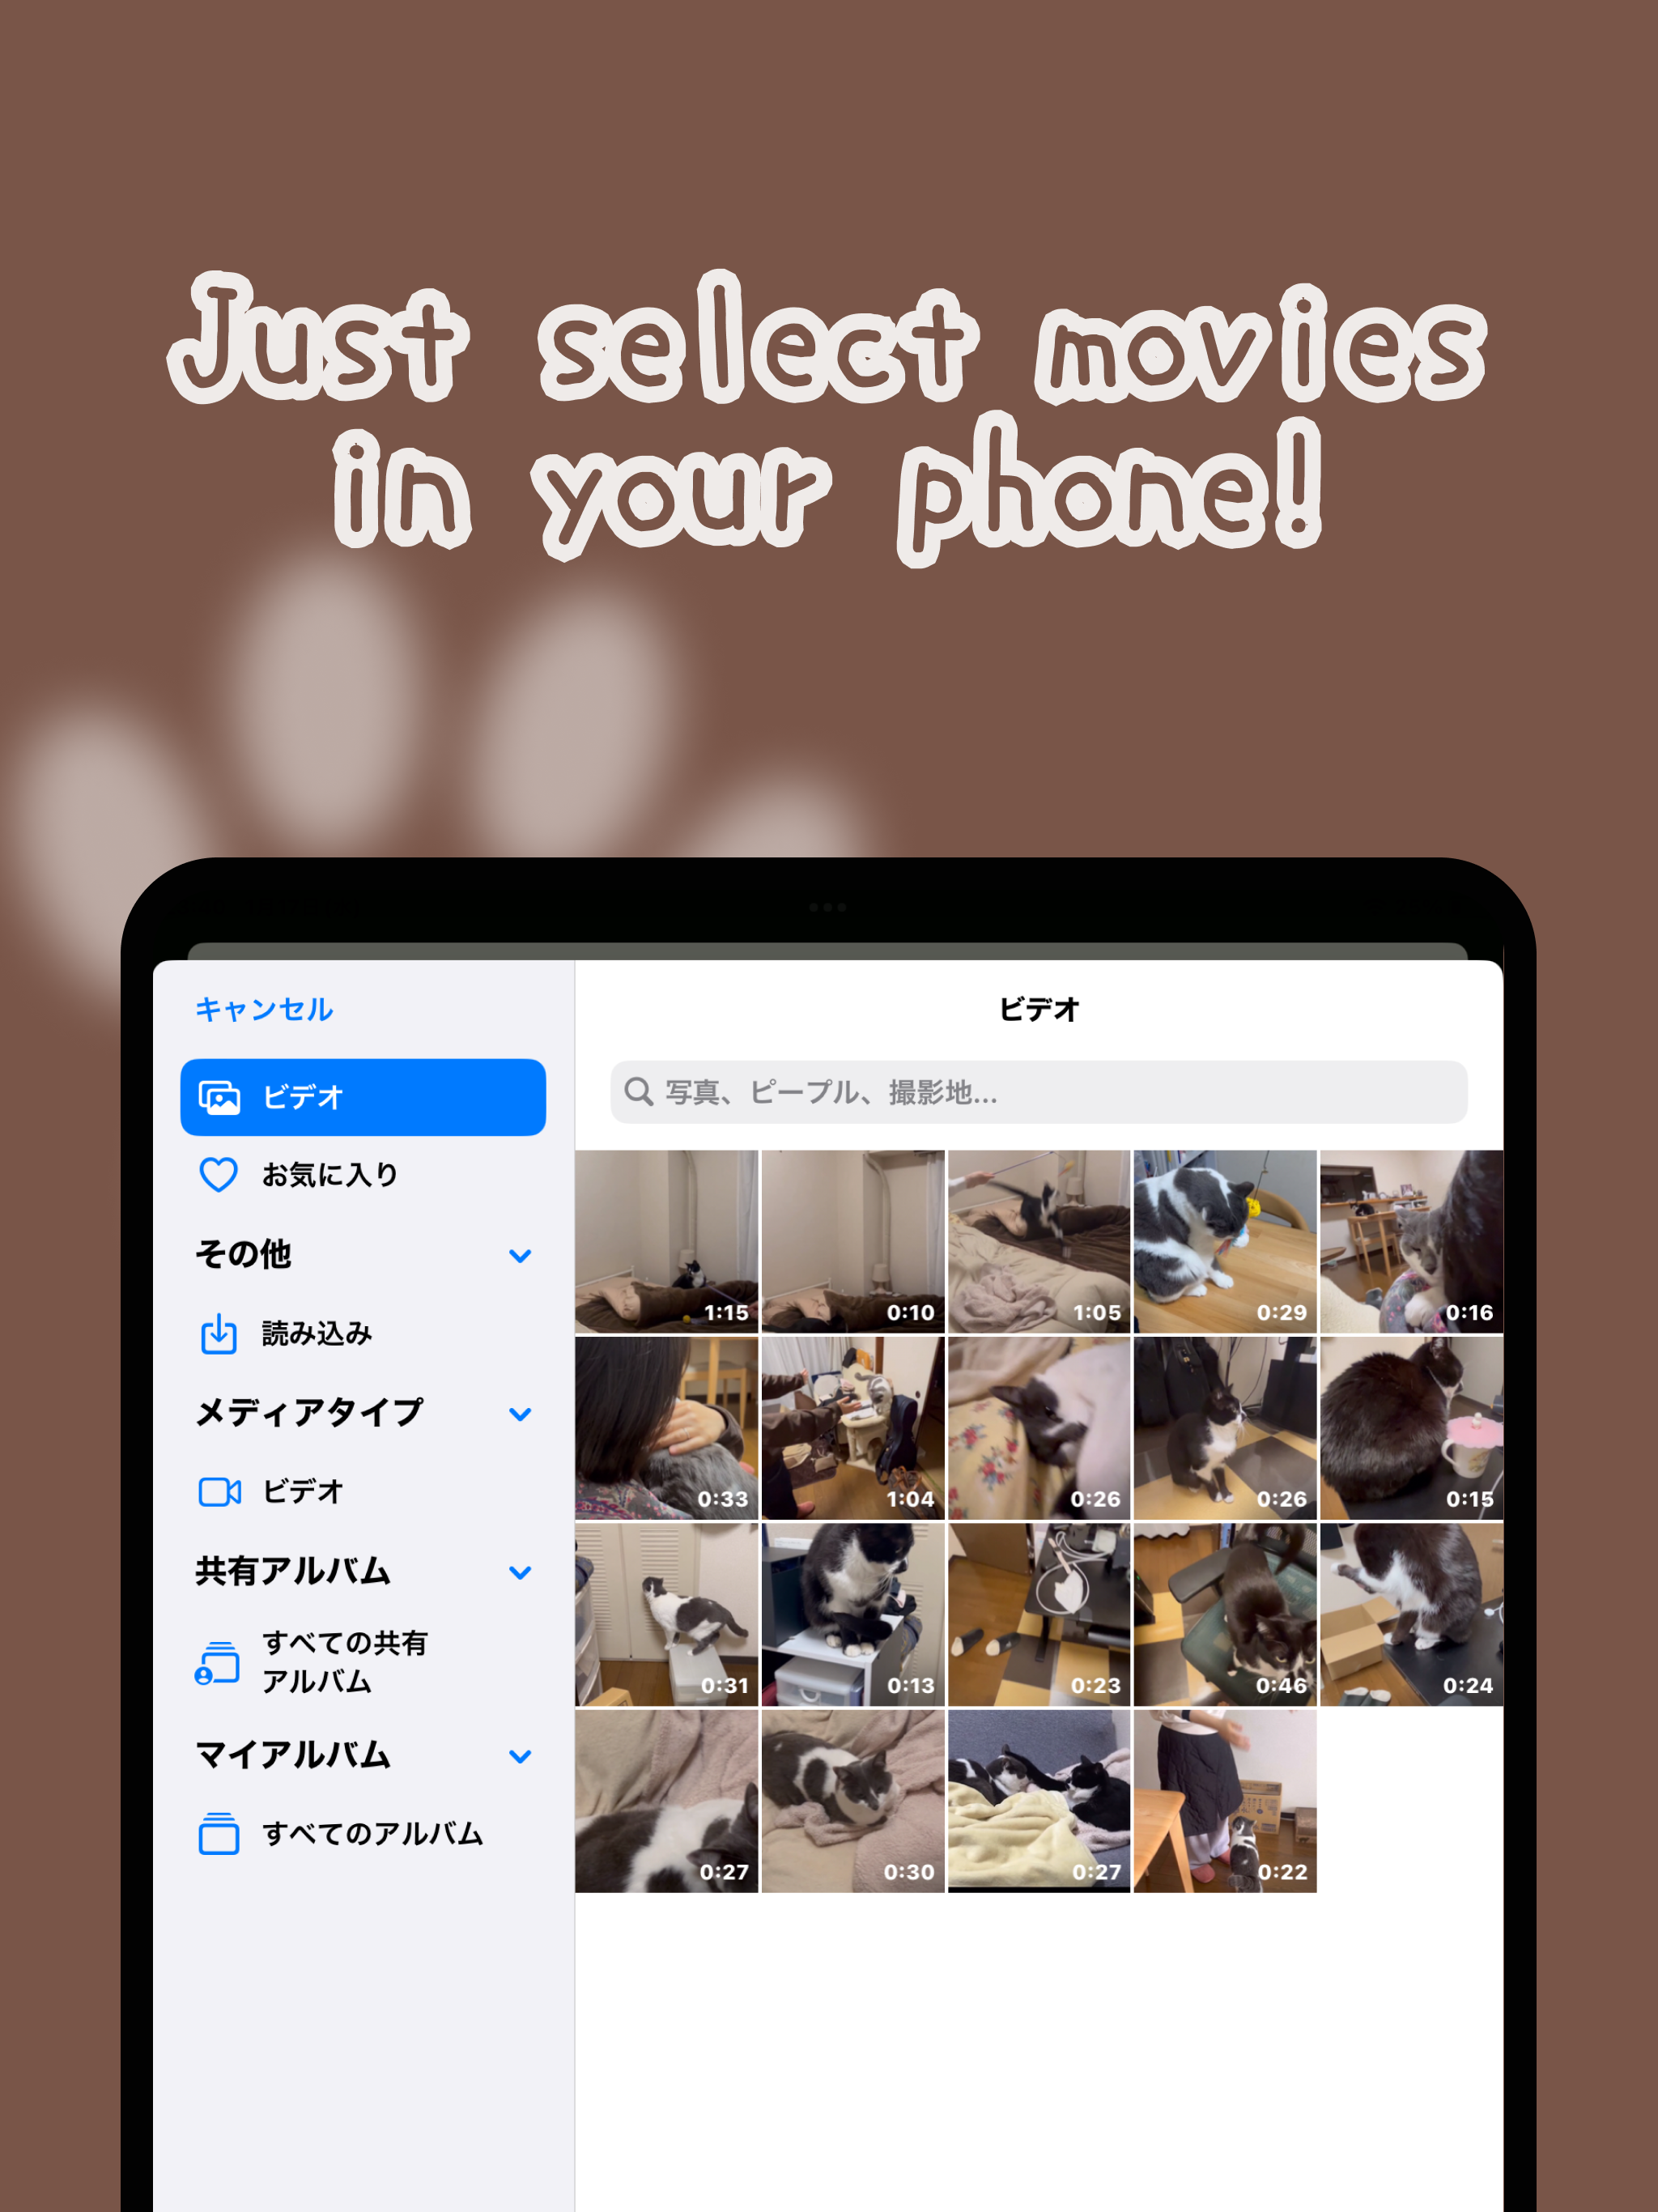 Just select movies
in your phone!
キャンセル
ビデオ
お気に入り
その他
読み込み
メディアタイプ
ビデオ
共有アルバム
すべての共有
アルバム
マイアルバム
すべてのアルバム
ビデオ
写真、ピープル、撮影地...
1:15
0:10
1:05
0:29
0:16
0:33
1:04
0:26
0:26
0:15
0:31
0:13
0:23
0:46
0:24
0:27
0:30
0:27
0:22